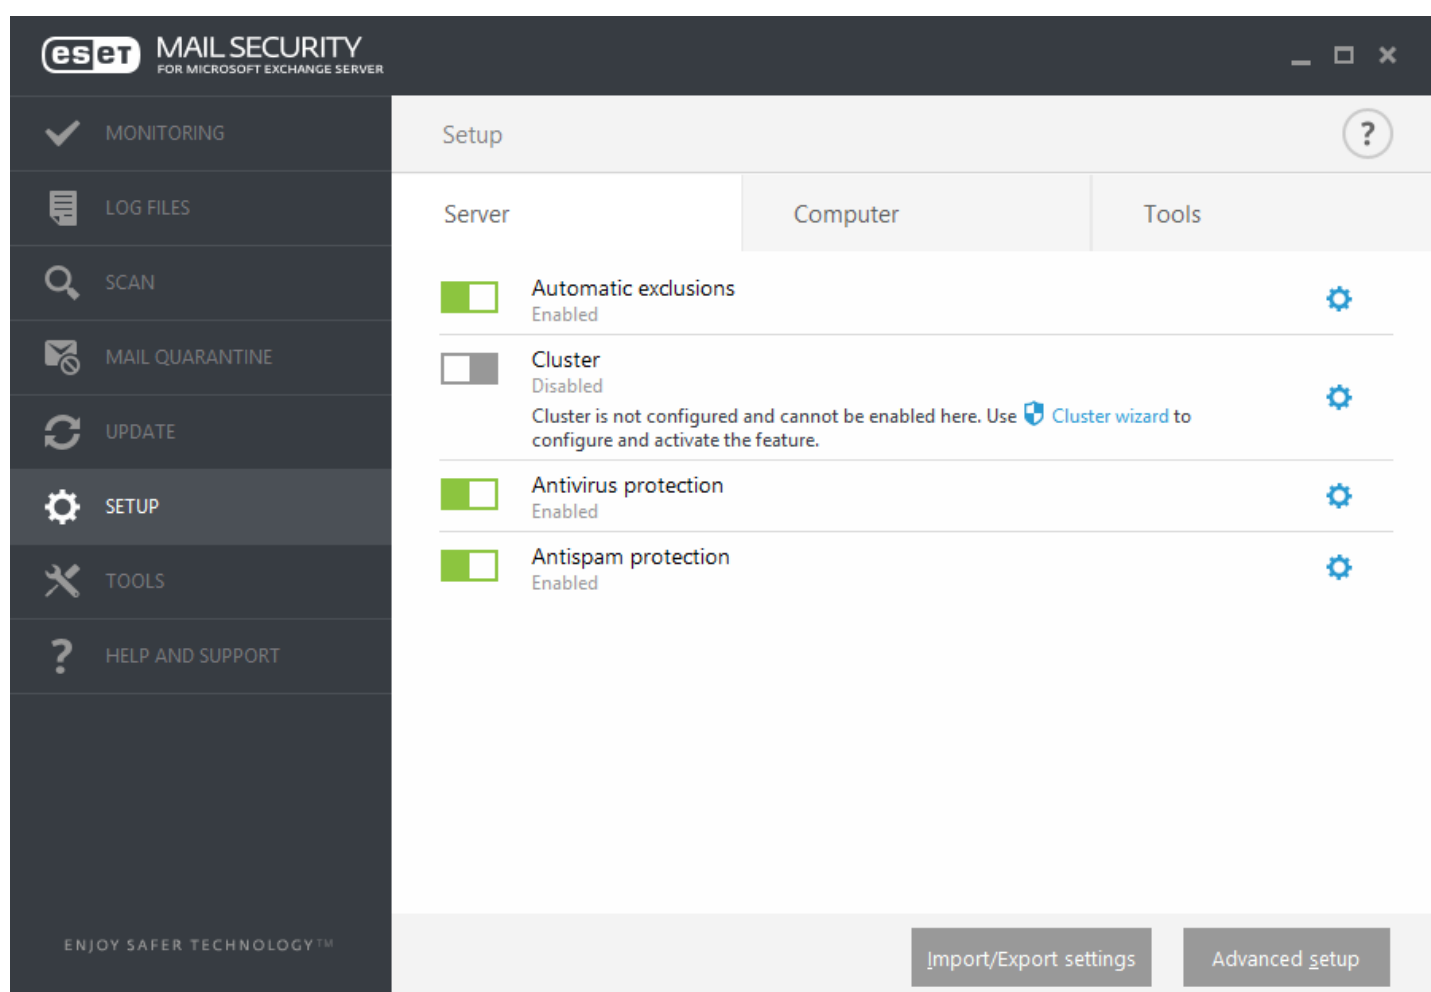 eset MAIL SECURITY
FOR MICROSOFT EXCHANGE SERVER
MONITORING
LOG FILES
SCAN
MAIL QUARANTINE
UPDATE
SETUP
TOOLS
HELP AND SUPPORT
ENJOY SAFER TECHNOLOGY™
Setup
?
Server
Computer
Tools
Automatic exclusions
Enabled
Cluster
Disabled
Cluster is not configured and cannot be enabled here. Use Cluster wizard to
configure and activate the feature.
Antivirus protection
Enabled
Antispam protection
Enabled
Import/Export settings
Advanced setup